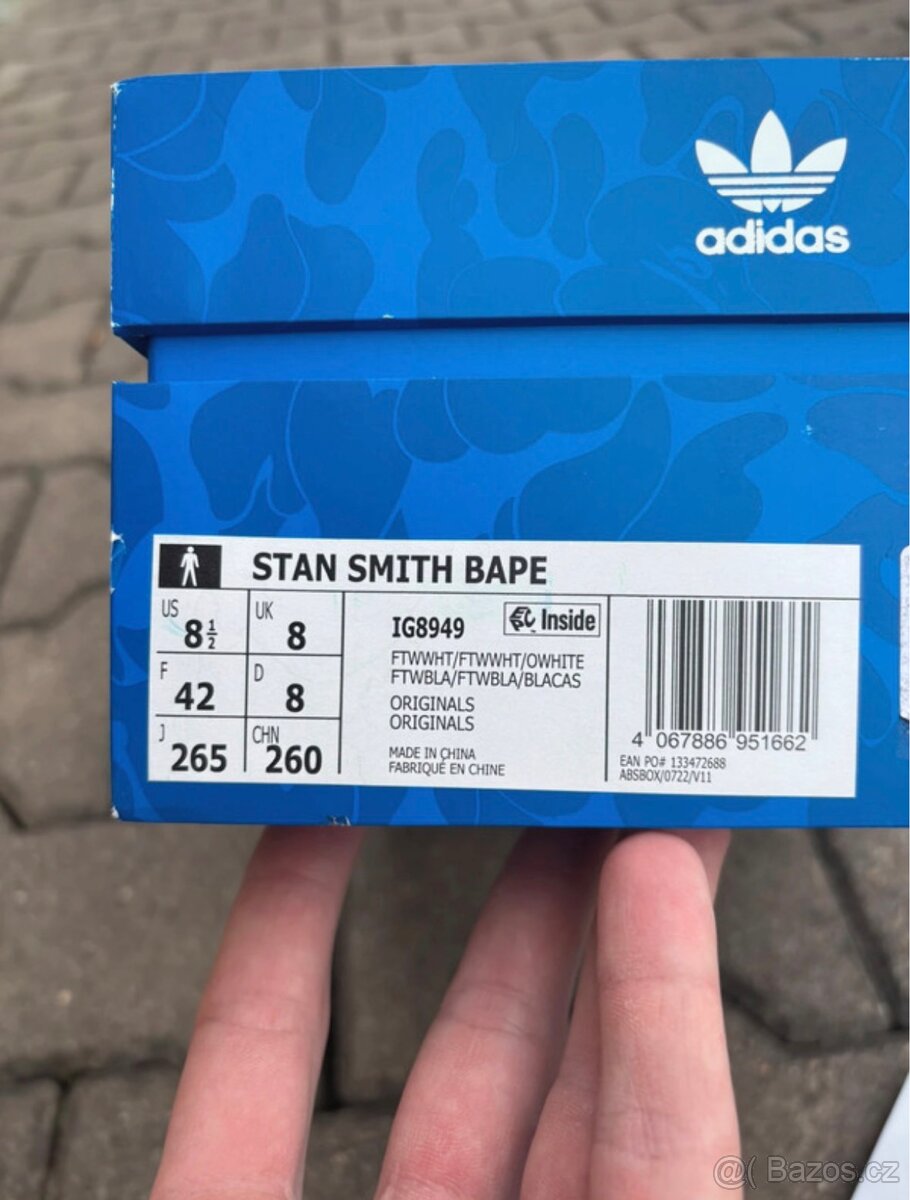 adidas
STAN SMITH BAPE
US
8½
UK
8
F
42
D
8
J
265
CHN
260
IG8949
Inside
FTWWHT/FTWWHT/OWHITE
FTWBLA/FTWBLA/BLACAS
ORIGINALS
ORIGINALS
MADE IN CHINA
FABRIQUÉ EN CHINE
4 067886 951662
EAN PO# 133472688
ABSBOX/0722/V11
Bazos.cz